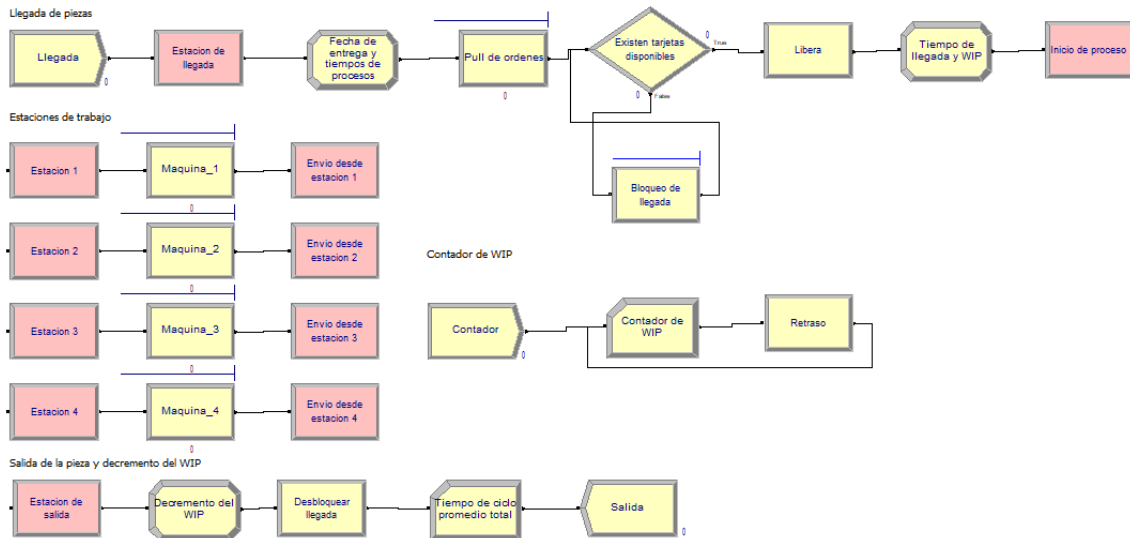 Llegada de piezas
Llegada
0
Estacion de
llegada
Fecha de
entrega y
tiempos de
procesos
Pull de ordenes
0
Existen tarjetas
disponibles
0
True
0
False
Libera
Tiempo de
llegada y WIP
Inicio de proceso
Bloqueo de
llegada
Estaciones de trabajo
Estacion 1
Maquina_1
0
Envio desde
estacion 1
Estacion 2
Maquina_2
0
Envio desde
estacion 2
Estacion 3
Maquina_3
0
Envio desde
estacion 3
Estacion 4
Maquina_4
0
Envio desde
estacion 4
Contador de WIP
Contador
0
Contador de
WIP
Retraso
Salida de la pieza y decremento del WIP
Estacion de
salida
Decremento del
WIP
Desbloquear
llegada
Tiempo de ciclo
promedio total
Salida
0